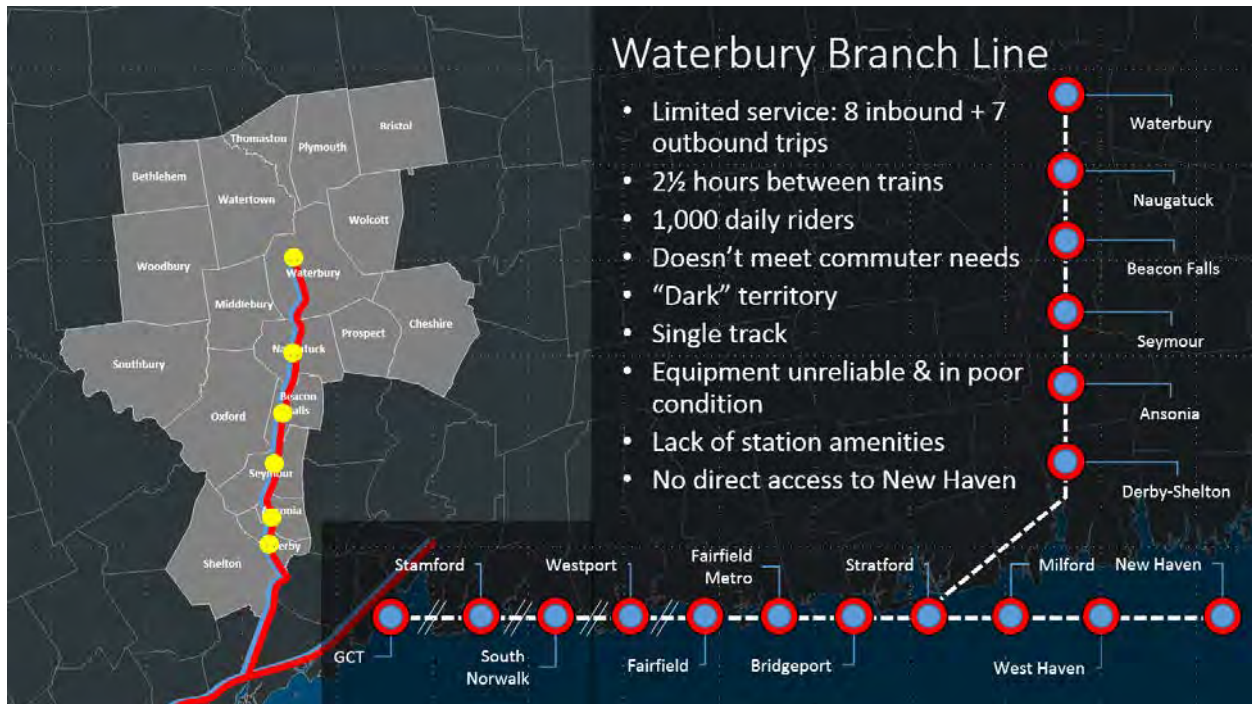 Waterbury Branch Line
• Limited service: 8 inbound + 7
outbound trips
• 2½ hours between trains
• 1,000 daily riders
• Doesn’t meet commuter needs
• “Dark” territory
• Single track
• Equipment unreliable & in poor
condition
• Lack of station amenities
• No direct access to New Haven
Bristol
Thomaston
Plymouth
Bethlehem
Watertown
Wolcott
Woodbury
Waterbury
Middlebury
Prospect
Cheshire
Southbury
Beacon
Oxford
Seymour
Shelton
Waterbury
Naugatuck
Beacon Falls
Seymour
Ansonia
Derby-Shelton
Stamford
Westport
Fairfield
Metro
Stratford
Milford
New Haven
GCT
South
Norwalk
Fairfield
Bridgeport
West Haven